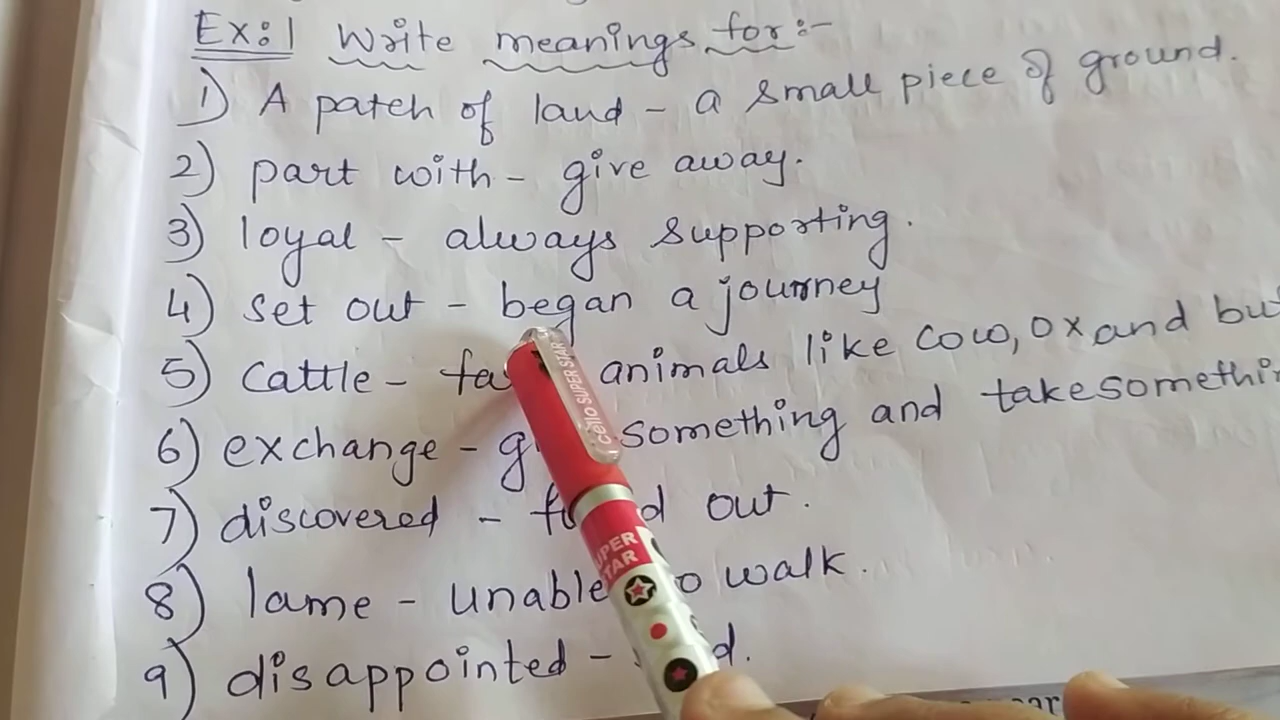 Ex:1 Write meanings for:-
1) A patch of land - a small piece of ground.
2) part with - give away.
3) loyal - always supporting.
4) set out - began a journey
5) cattle - animals like cow, ox and
6) exchange - something and take
7) discovered - out.
8) lame - unable walk.
9) disappointed -
cello SUPER STAR
SUPER
STAR